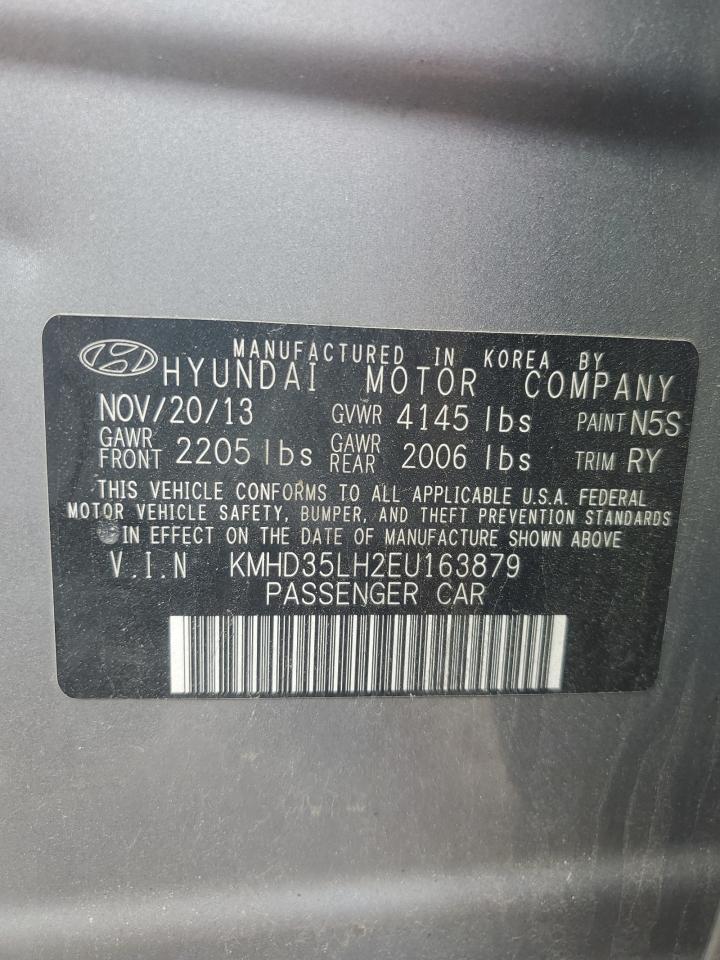 MANUFACTURED IN KOREA BY
HYUNDAI MOTOR COMPANY
NOV/20/13 GVWR 4145 lbs PAINT N5S
GAWR FRONT 2205 lbs GAWR REAR 2006 lbs TRIM RY
THIS VEHICLE CONFORMS TO ALL APPLICABLE U.S.A. FEDERAL
MOTOR VEHICLE SAFETY, BUMPER, AND THEFT PREVENTION STANDARDS
IN EFFECT ON THE DATE OF MANUFACTURE SHOWN ABOVE
V.I.N KMHD35LH2EU163879
PASSENGER CAR